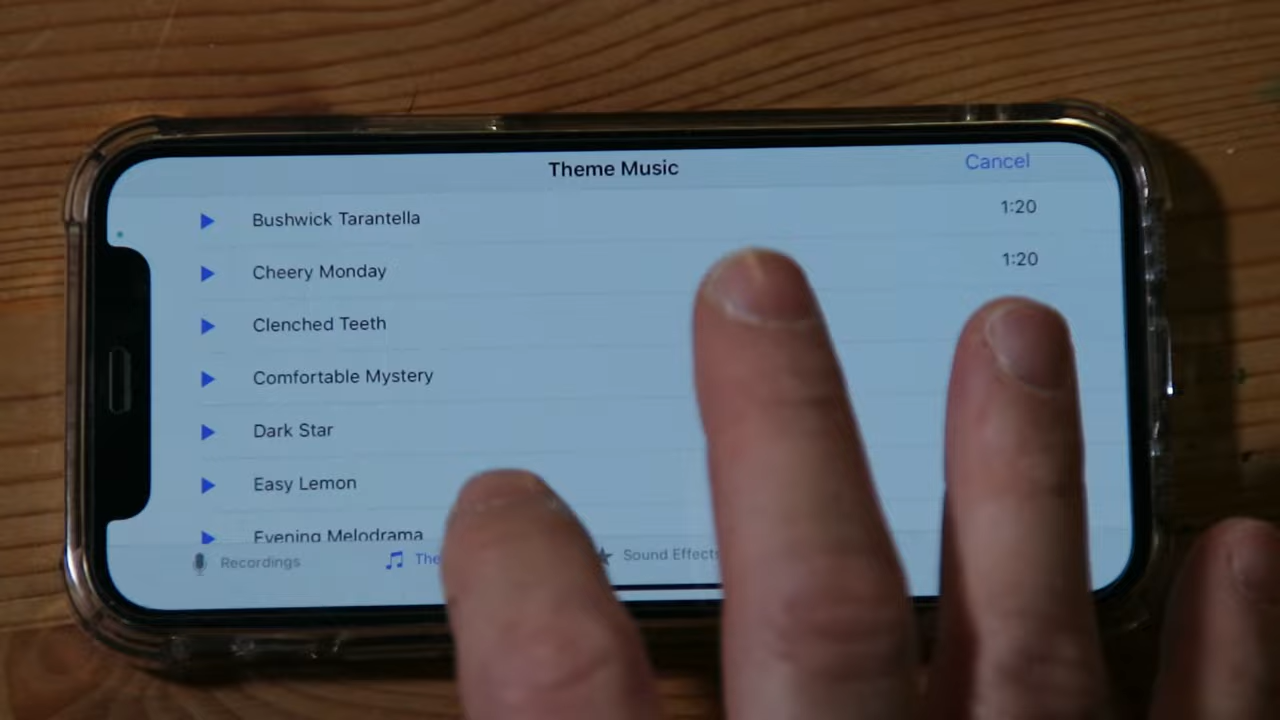 Theme Music
Cancel
Bushwick Tarantella 1:20
Cheery Monday 1:20
Clenched Teeth
Comfortable Mystery
Dark Star
Easy Lemon
Evening Melodrama
Recordings
Sound Effects